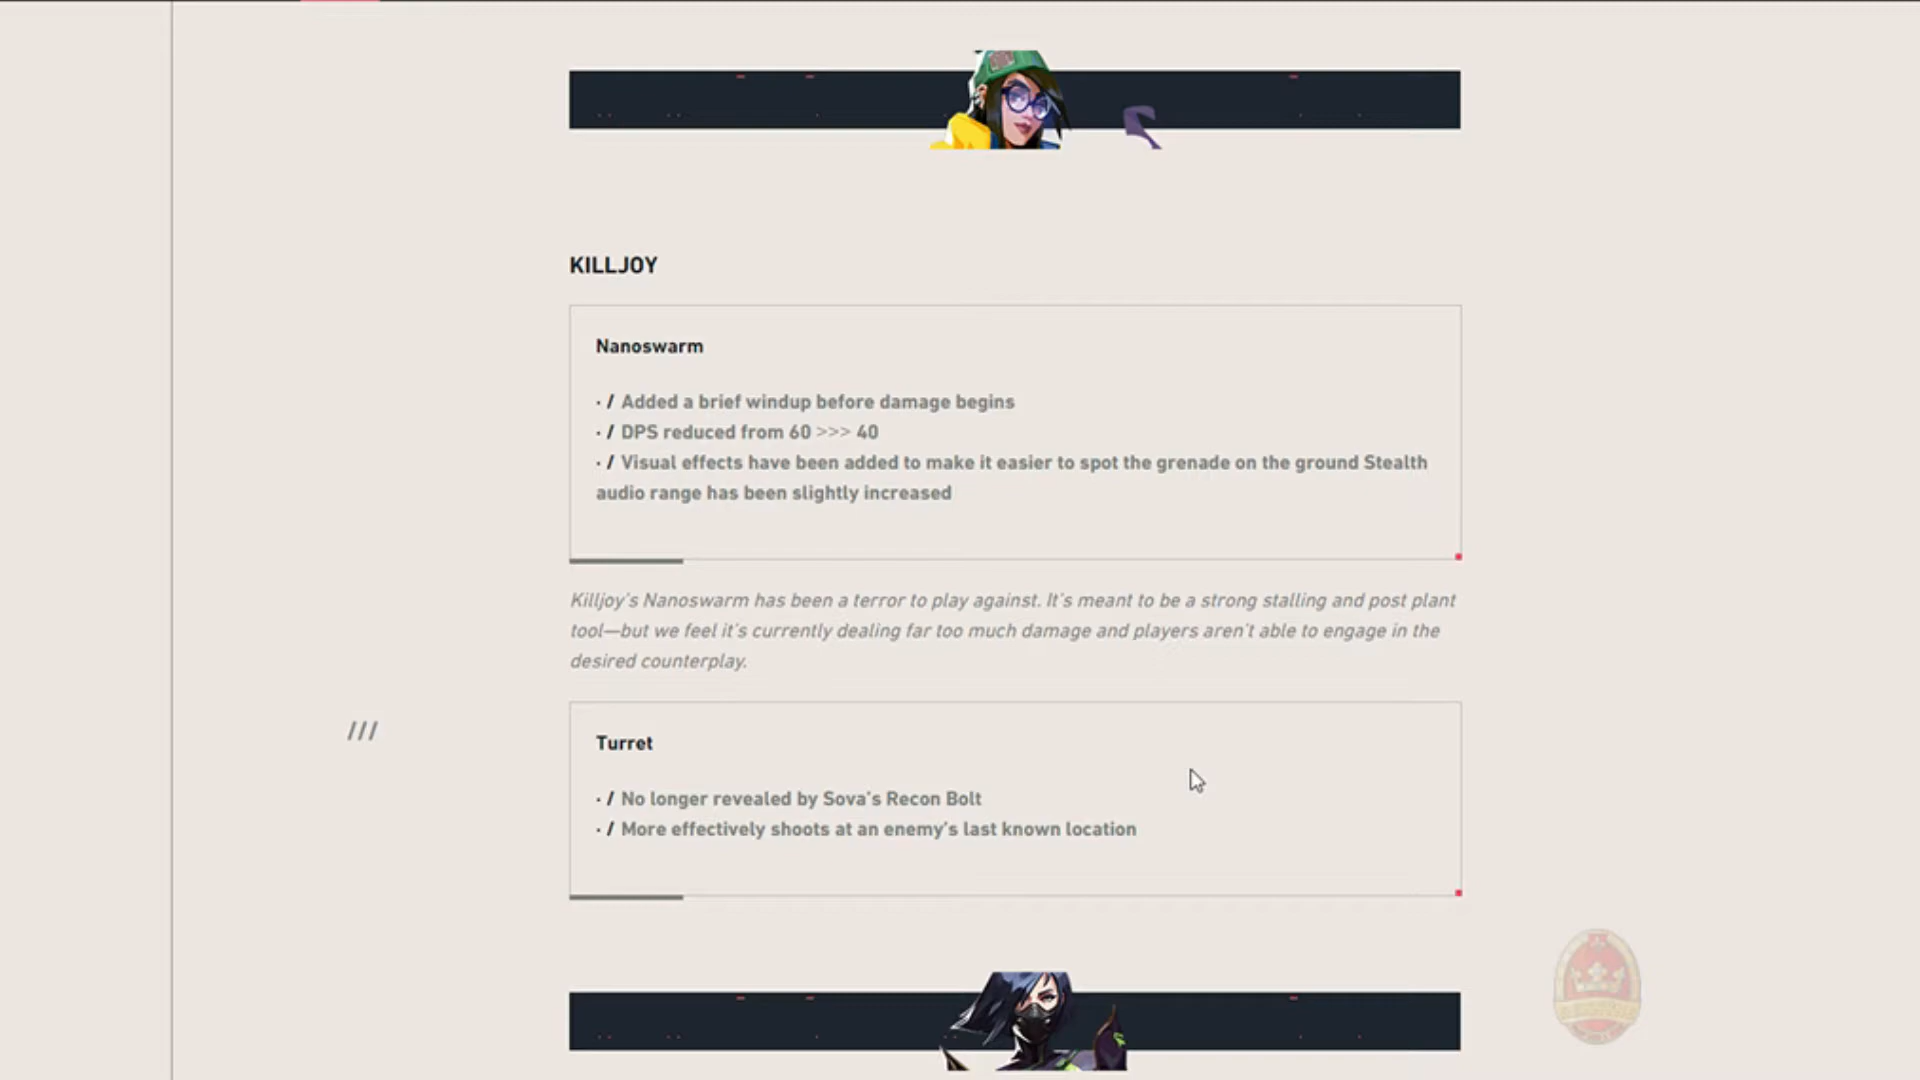 KILLJOY
Nanoswarm
· / Added a brief windup before damage begins
· / DPS reduced from 60 >>> 40
· / Visual effects have been added to make it easier to spot the grenade on the ground Stealth
audio range has been slightly increased
Killjoy's Nanoswarm has been a terror to play against. It's meant to be a strong stalling and post plant
tool—but we feel it's currently dealing far too much damage and players aren't able to engage in the
desired counterplay.
///
Turret
· / No longer revealed by Sova's Recon Bolt
· / More effectively shoots at an enemy's last known location